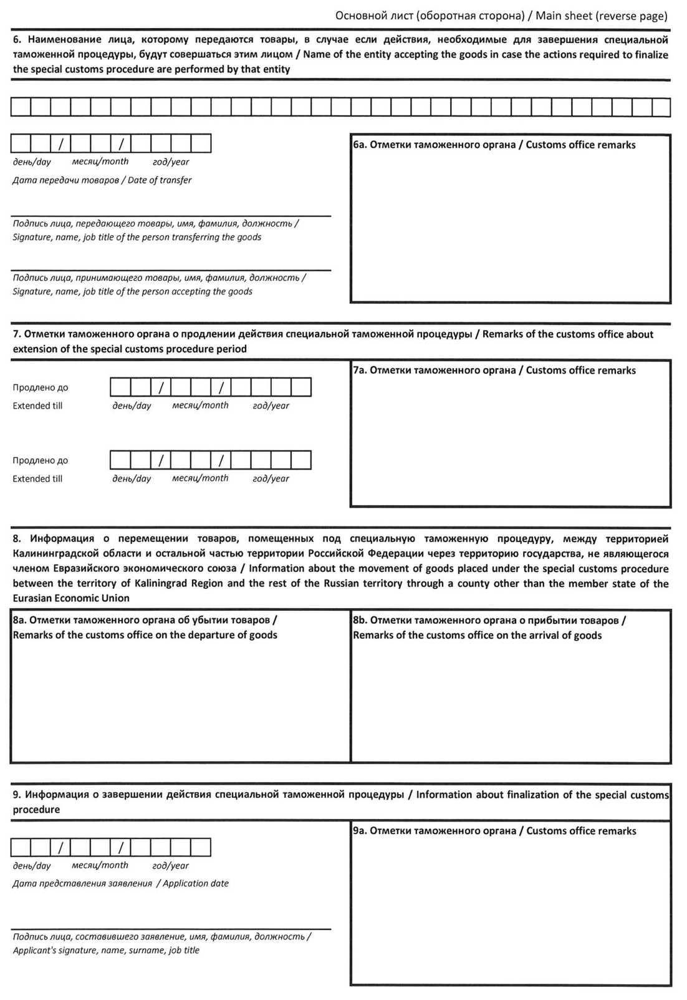 Основной лист (оборотная сторона) / Main sheet (reverse page)
6. Наименование лица, которому передаются товары, в случае если действия, необходимые для завершения специальной
таможенной процедуры, будут совершаться этим лицом / Name of the entity accepting the goods in case the actions required to finalize
the special customs procedure are performed by that entity
/ /
6a. Отметки таможенного органа / Customs office remarks
день/day месяц/month год/year
Дата передачи товаров / Date of transfer
Подпись лица, передающего товары, имя, фамилия, должность /
Signature, name, job title of the person transferring the goods
Подпись лица, принимающего товары, имя, фамилия, должность /
Signature, name, job title of the person accepting the goods
7. Отметки таможенного органа о продлении действия специальной таможенной процедуры / Remarks of the customs office about
extension of the special customs procedure period
7a. Отметки таможенного органа / Customs office remarks
Продлено до / /
Extended till день/day месяц/month год/year
Продлено до / /
Extended till день/day месяц/month год/year
8. Информация о перемещении товаров, помещенных под специальную таможенную процедуру, между территорией
Калининградской области и остальной частью территории Российской Федерации через территорию государства, не являющегося
членом Евразийского экономического союза / Information about the movement of goods placed under the special customs procedure
between the territory of Kaliningrad Region and the rest of the Russian territory through a county other than the member state of the
Eurasian Economic Union
8a. Отметки таможенного органа об убытии товаров /
Remarks of the customs office on the departure of goods
8b. Отметки таможенного органа о прибытии товаров /
Remarks of the customs office on the arrival of goods
9. Информация о завершении действия специальной таможенной процедуры / Information about finalization of the special customs
procedure
9a. Отметки таможенного органа / Customs office remarks
/ /
день/day месяц/month год/year
Дата представления заявления / Application date
Подпись лица, составившего заявление, имя, фамилия, должность /
Applicant's signature, name, surname, job title